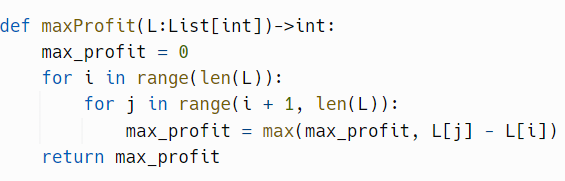 def maxProfit(L:List[int])->int:
    max_profit = 0
    for i in range(len(L)):
        for j in range(i + 1, len(L)):
            max_profit = max(max_profit, L[j] - L[i])
    return max_profit